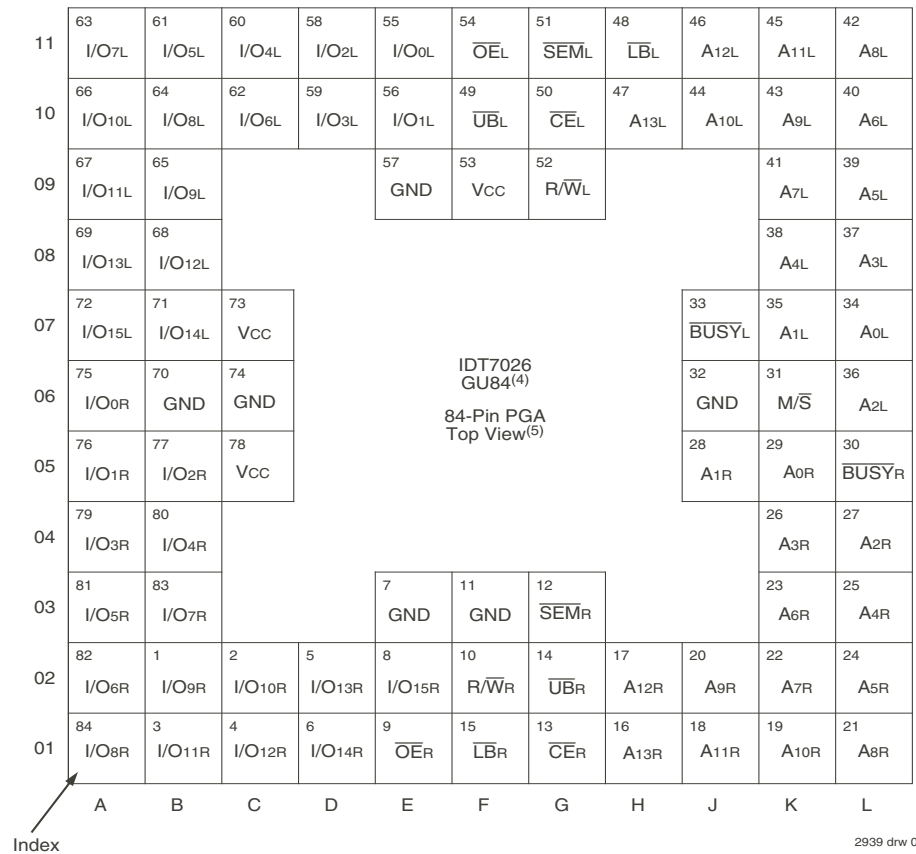 63 61 60 58 55 54 51 48 46 45 42
11 I/O7L I/O5L I/O4L I/O2L I/O0L OEL SEML LBL A12L A11L A8L
66 64 62 59 56 49 50 47 44 43 40
10 I/O10L I/O8L I/O6L I/O3L I/O1L UBL CEL A13L A10L A9L A6L
67 65 57 53 52 41 39
09 I/O11L I/O9L GND VCC R/WL A7L A5L
69 68 38 37
08 I/O13L I/O12L A4L A3L
72 71 73 33 35 34
07 I/O15L I/O14L VCC BUSYL A1L A0L
IDT7026
GU84(4)
84-Pin PGA
Top View(5)
75 70 74 32 31 36
06 I/O0R GND GND GND M/S A2L
76 77 78 28 29 30
05 I/O1R I/O2R VCC A1R A0R BUSYR
79 80 26 27
04 I/O3R I/O4R A3R A2R
81 83 7 11 12 23 25
03 I/O5R I/O7R GND GND SEMR A6R A4R
82 1 2 5 8 10 14 17 20 22 24
02 I/O6R I/O9R I/O10R I/O13R I/O15R R/WR UBR A12R A9R A7R A5R
84 3 4 6 9 15 13 16 18 19 21
01 I/O8R I/O11R I/O12R I/O14R OER LBR CER A13R A11R A10R A8R
A B C D E F G H J K L
Index
2939 drw 0